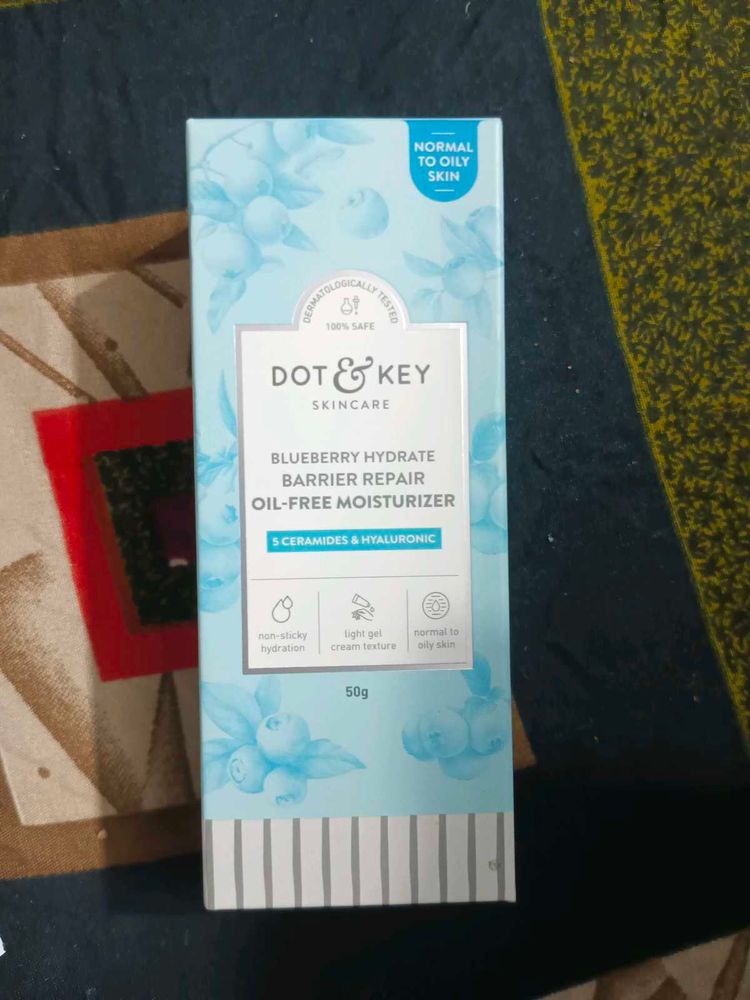 NORMAL
TO OILY
SKIN
DERMATOLOGICALLY TESTED
100% SAFE
DOT & KEY
SKINCARE
BLUEBERRY HYDRATE
BARRIER REPAIR
OIL-FREE MOISTURIZER
5 CERAMIDES & HYALURONIC
non-sticky
hydration
light gel
cream texture
normal to
oily skin
50g